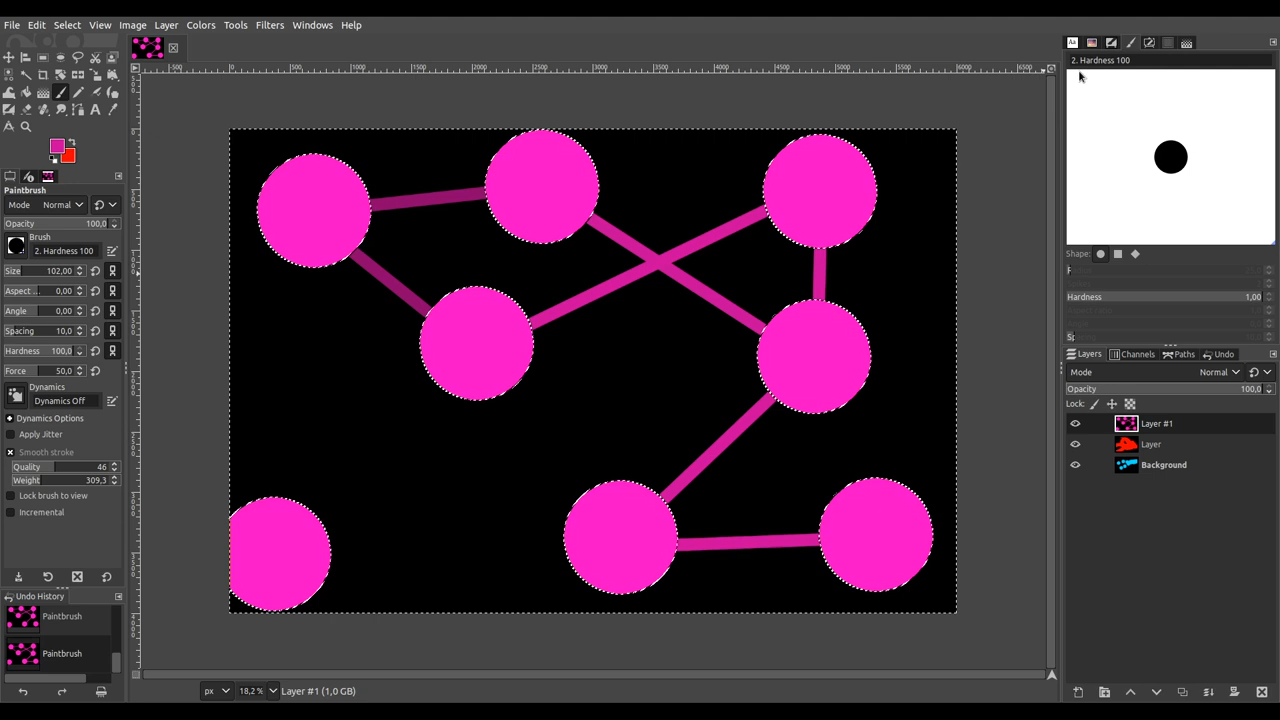 File Edit Select View Image Layer Colors Tools Filters Windows Help
2. Hardness 100
Paintbrush
Mode Normal
Opacity 100,0
Brush
2. Hardness 100
Size 102,00
Aspect ... 0,00
Angle 0,00
Spacing 10,0
Hardness 100,0
Force 50,0
Dynamics
Dynamics Off
Dynamics Options
Apply Jitter
Smooth stroke
Quality 46
Weight 309,3
Lock brush to view
Incremental
Undo History
Paintbrush
Paintbrush
px 18,2 % Layer #1 (1,0 GB)
Shape:
Hardness 1,00
Layers Channels Paths Undo
Mode Normal
Opacity 100,0
Lock:
Layer #1
Layer
Background